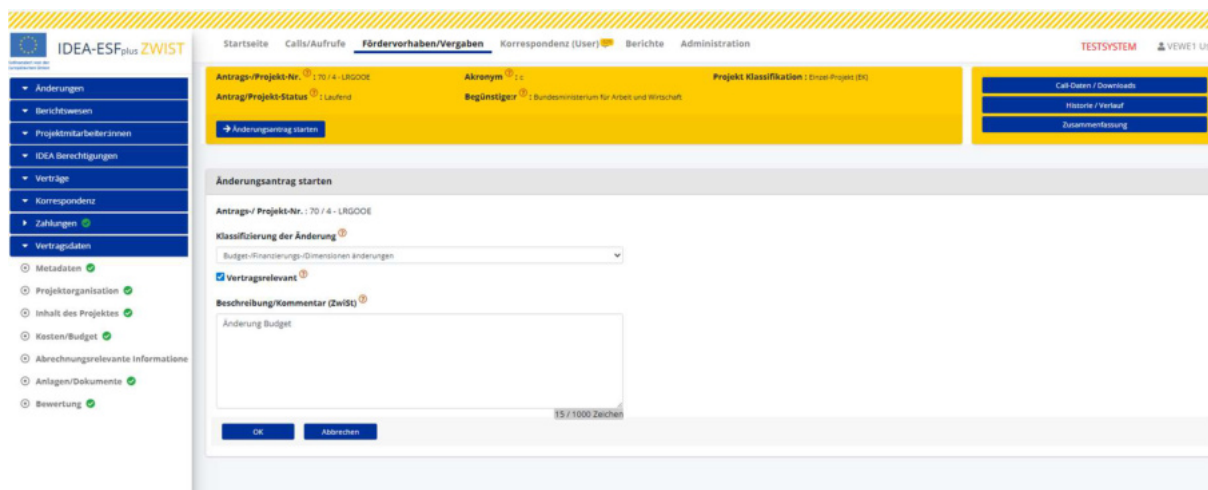 IDEA-ESFplus ZWIST
Startseite Calls/Aufrufe Fördervorhaben/Vergaben Korrespondenz (User) Berichte Administration
TESTSYSTEM VEWE1 Us
Änderungen
Berichtswesen
Projektmitarbeiter:innen
IDEA Berechtigungen
Verträge
Korrespondenz
Zahlungen
Vertragsdaten
Metadaten
Projektorganisation
Inhalt des Projektes
Kosten/Budget
Abrechnungsrelevante Informatione
Anlagen/Dokumente
Bewertung
Antrags-/Projekt-Nr. : 70 / 4 - LRGOOE Akronym : c Projekt Klassifikation : Einzel-Projekt (EK)
Antrag/Projekt-Status : Laufend Begünstige:r : Bundesministerium für Arbeit und Wirtschaft
Änderungsantrag starten
Call-Daten / Downloads
Historie / Verlauf
Zusammenfassung
Änderungsantrag starten
Antrags-/ Projekt-Nr. : 70 / 4 - LRGOOE
Klassifizierung der Änderung
Budget-/Finanzierungs-/Dimensionen änderungen
Vertragsrelevant
Beschreibung/Kommentar (ZwiSt)
Änderung Budget
15 / 1000 Zeichen
OK Abbrechen